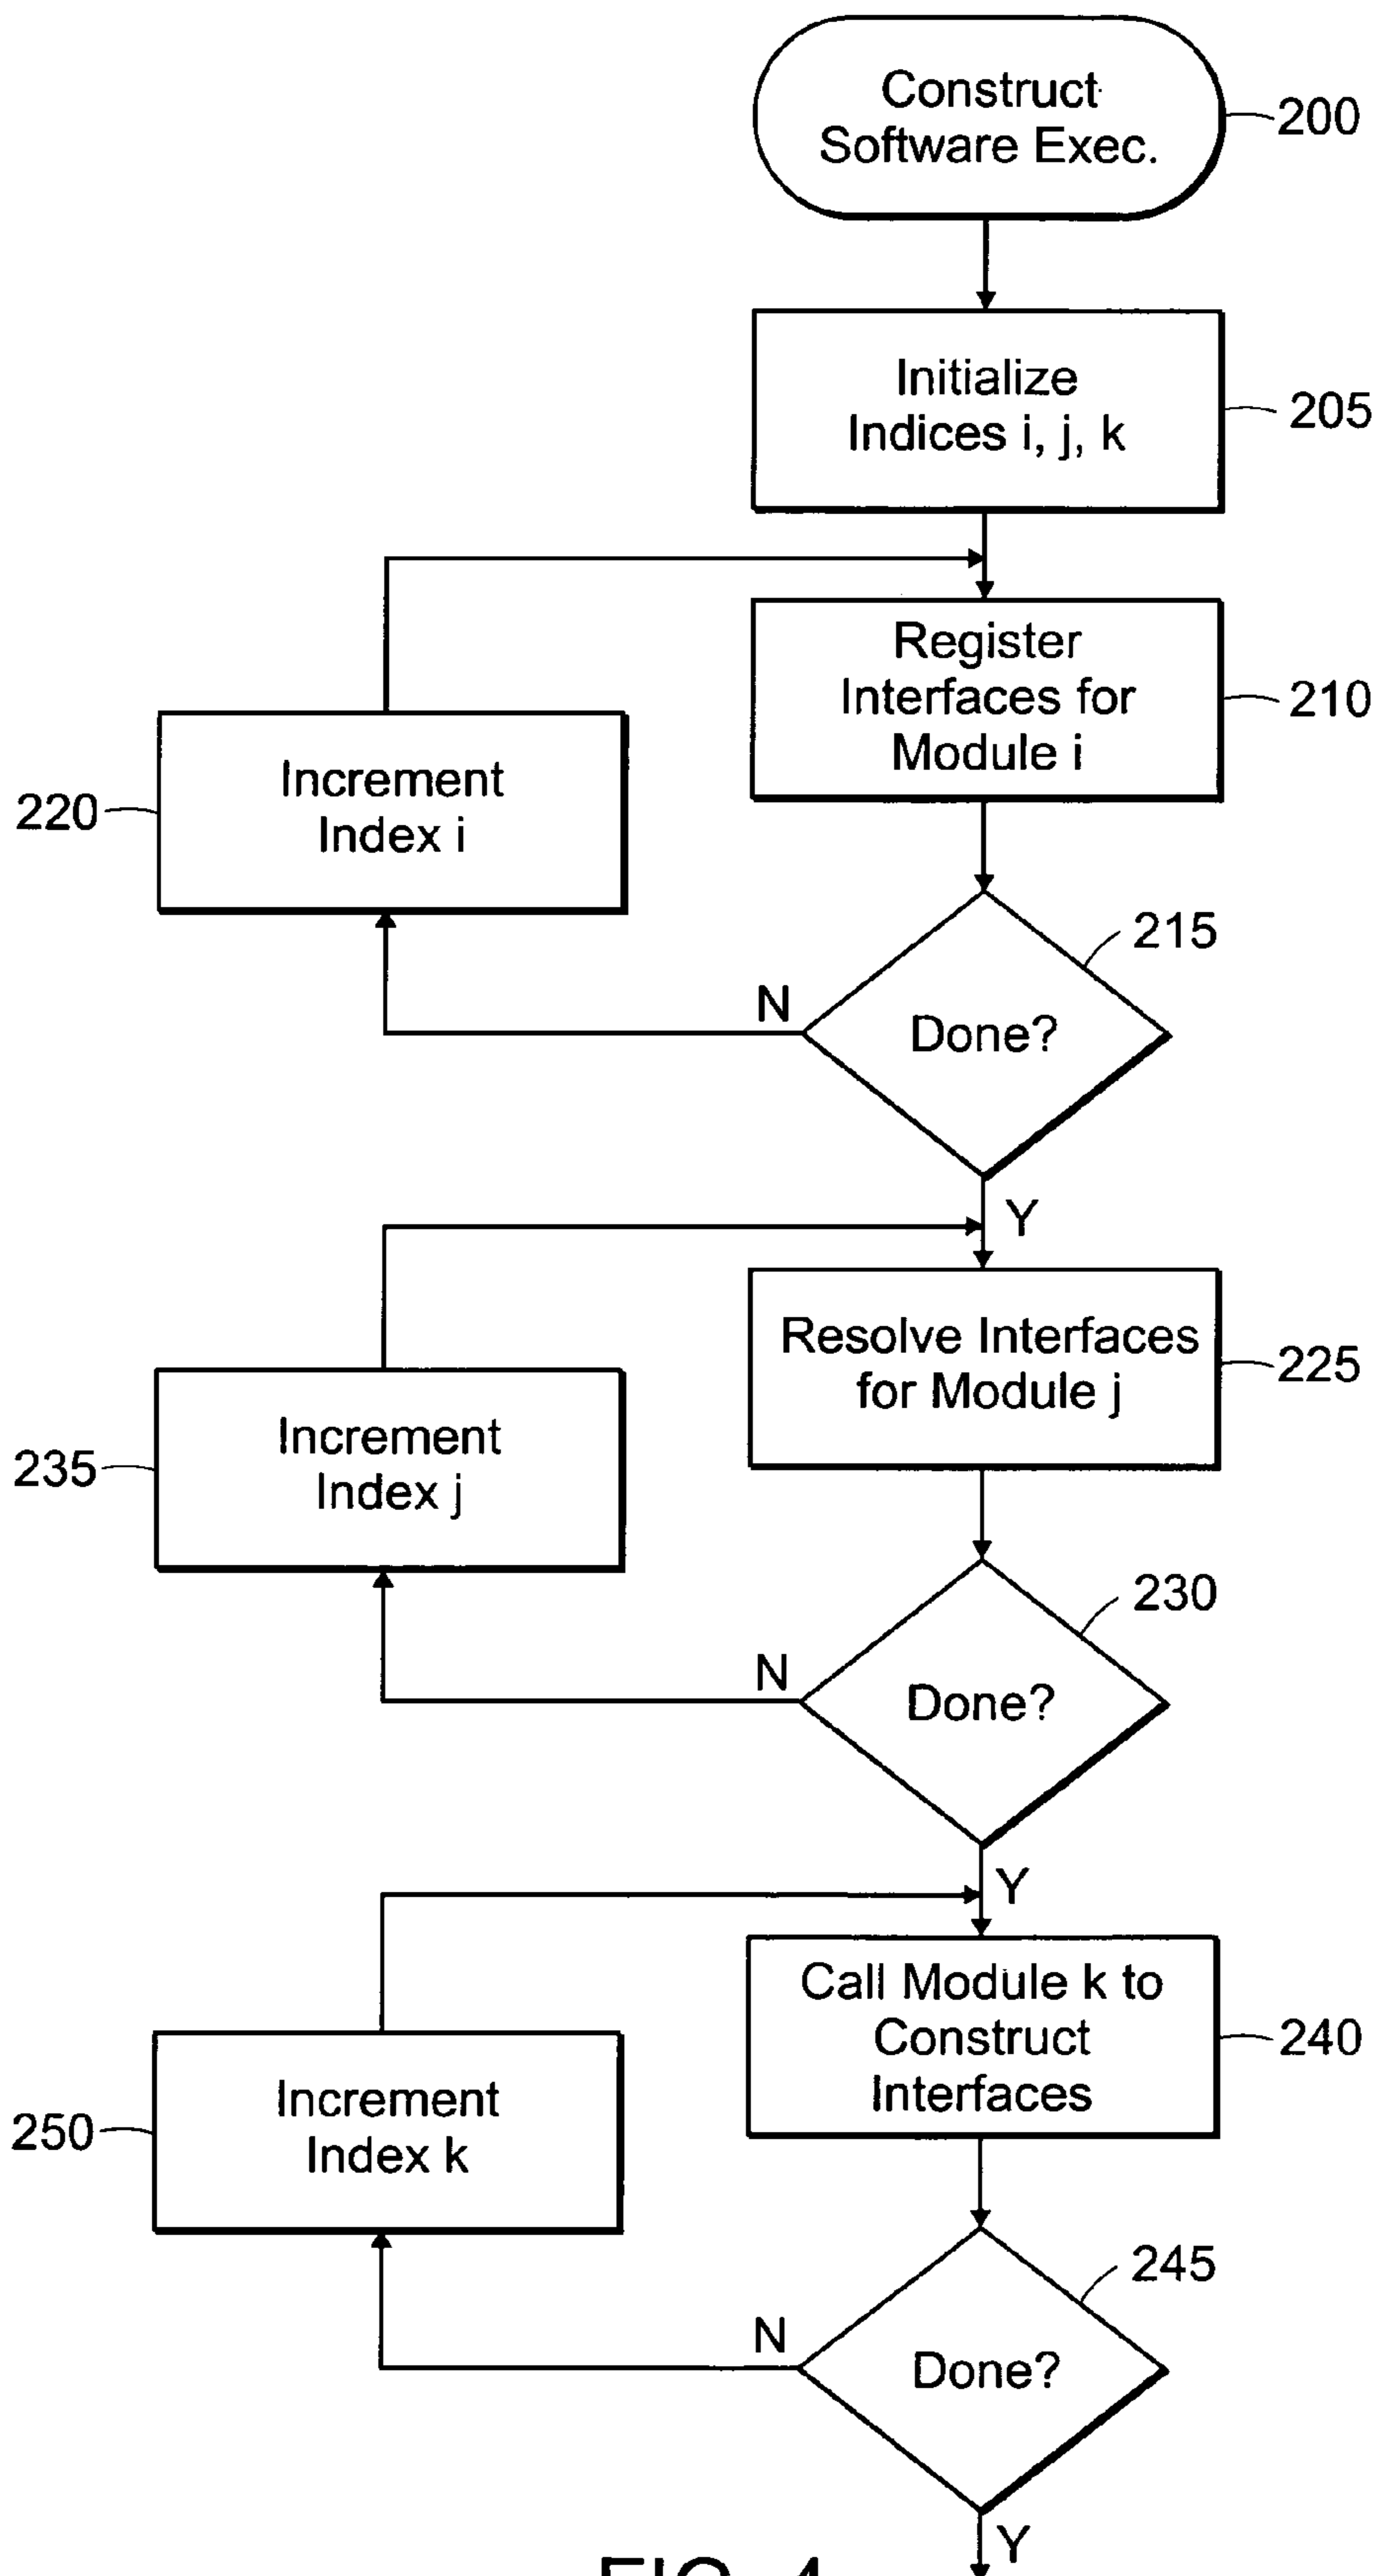 Construct
Software Exec.
200
Initialize
Indices i, j, k
205
Register
Interfaces for
Module i
210
Increment
Index i
220
215
N
Done?
Y
Resolve Interfaces
for Module j
225
Increment
Index j
235
230
N
Done?
Y
Call Module k to
Construct
Interfaces
240
Increment
Index k
250
245
N
Done?
Y
FIG. 4